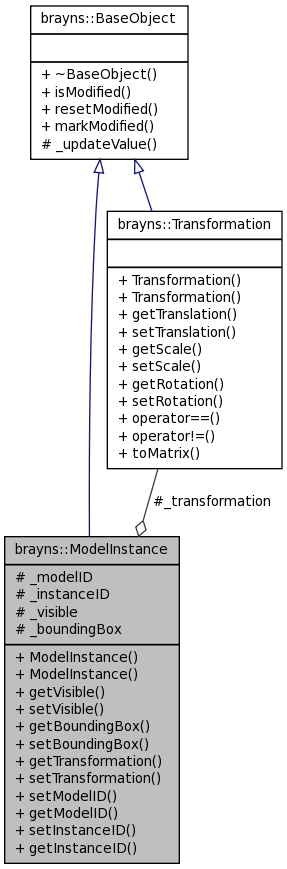 brayns::BaseObject
+ ~BaseObject()
+ isModified()
+ resetModified()
+ markModified()
# _updateValue()
brayns::Transformation
+ Transformation()
+ Transformation()
+ getTranslation()
+ setTranslation()
+ getScale()
+ setScale()
+ getRotation()
+ setRotation()
+ operator==()
+ operator!=()
+ toMatrix()
#_transformation
brayns::ModelInstance
# _modelID
# _instanceID
# _visible
# _boundingBox
+ ModelInstance()
+ ModelInstance()
+ getVisible()
+ setVisible()
+ getBoundingBox()
+ setBoundingBox()
+ getTransformation()
+ setTransformation()
+ setModelID()
+ getModelID()
+ setInstanceID()
+ getInstanceID()